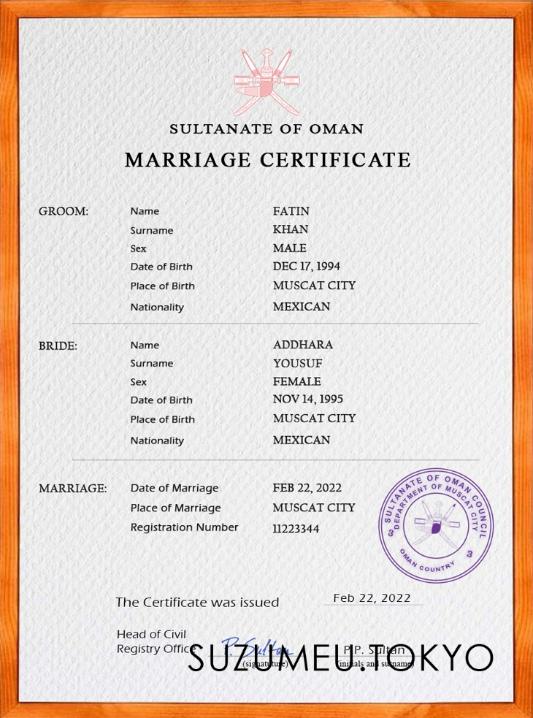 SULTANATE OF OMAN
MARRIAGE CERTIFICATE
GROOM: Name FATIN
Surname KHAN
Sex MALE
Date of Birth DEC 17, 1994
Place of Birth MUSCAT CITY
Nationality MEXICAN
BRIDE: Name ADDHARA
Surname YOUSUF
Sex FEMALE
Date of Birth NOV 14, 1995
Place of Birth MUSCAT CITY
Nationality MEXICAN
MARRIAGE: Date of Marriage FEB 22, 2022
Place of Marriage MUSCAT CITY
Registration Number 11223344
SULTANATE OF OMAN COUNCIL
DEPARTMENT OF MUSCAT CITY
OMAN COUNTRY
The Certificate was issued Feb 22, 2022
Head of Civil
Registry Office P. Sultan P.P. Sultan
(signature) (initials and surname)
SUZUMEU.TOKYO